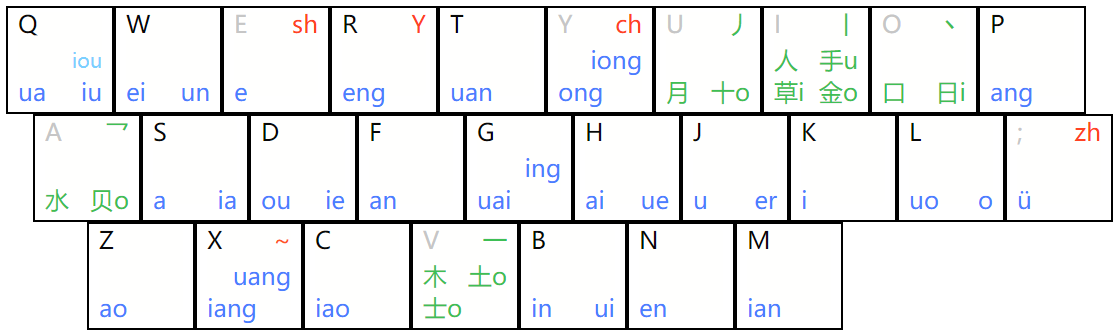 Q W E sh R Y T Y ch U 丿 I 丨 O 丶 P
iou iong 人 手u
ua iu ei un e eng uan ong 月 十o 草i 金o 口 日i ang
A 乛 S D F G H J K L ; zh
ing
水 贝o a ia ou ie an uai ai ue u er i uo o ü
Z X ~ C V 一 B N M
uang 木 土o
ao iang iao 士o in ui en ian